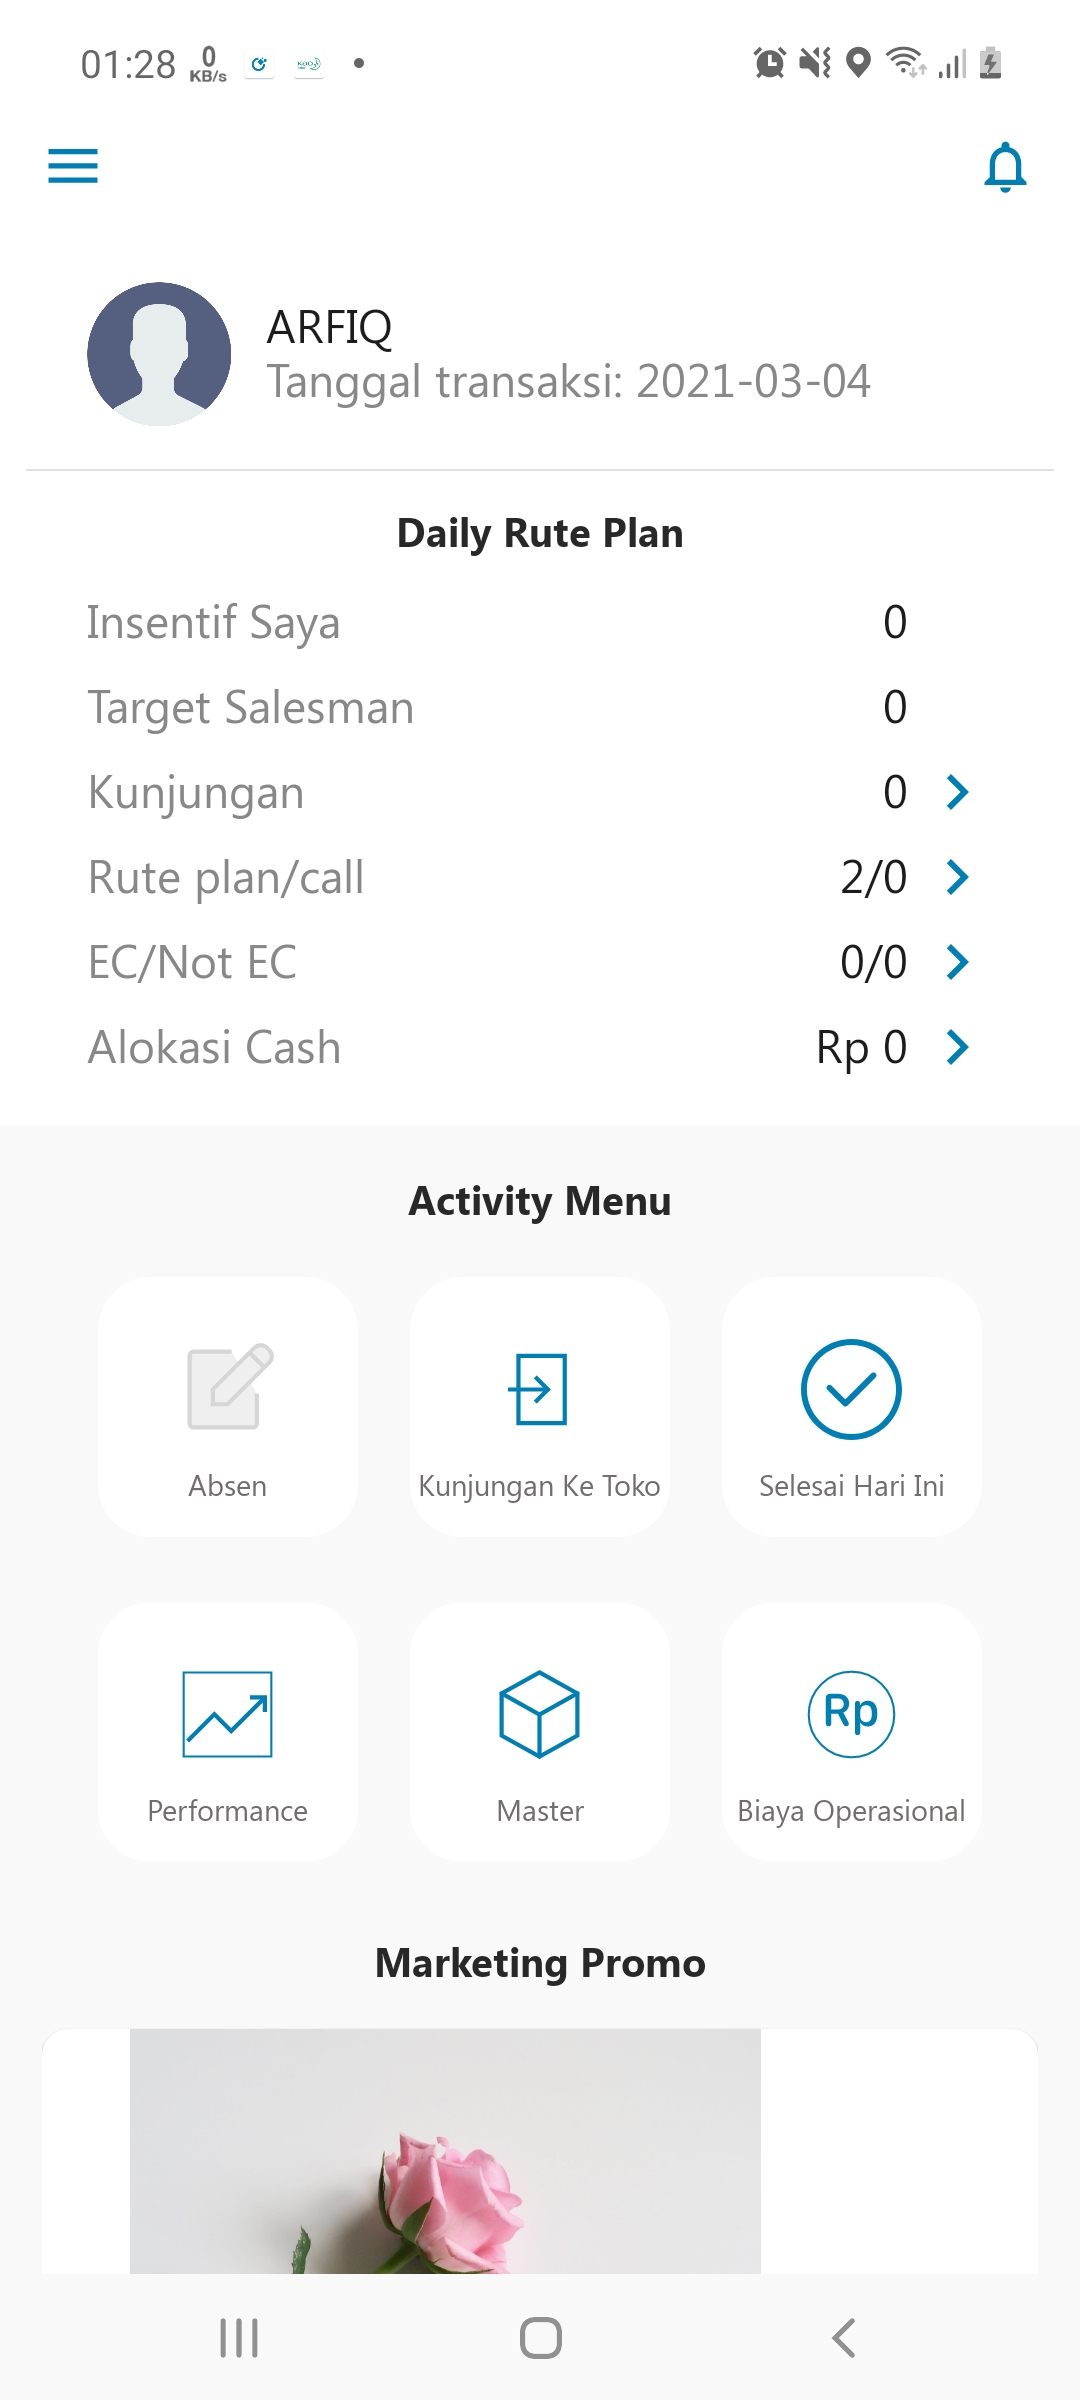 01:28 0 KB/s
ARFIQ
Tanggal transaksi: 2021-03-04
Daily Rute Plan
Insentif Saya 0
Target Salesman 0
Kunjungan 0
Rute plan/call 2/0
EC/Not EC 0/0
Alokasi Cash Rp 0
Activity Menu
Absen Kunjungan Ke Toko Selesai Hari Ini
Rp
Performance Master Biaya Operasional
Marketing Promo